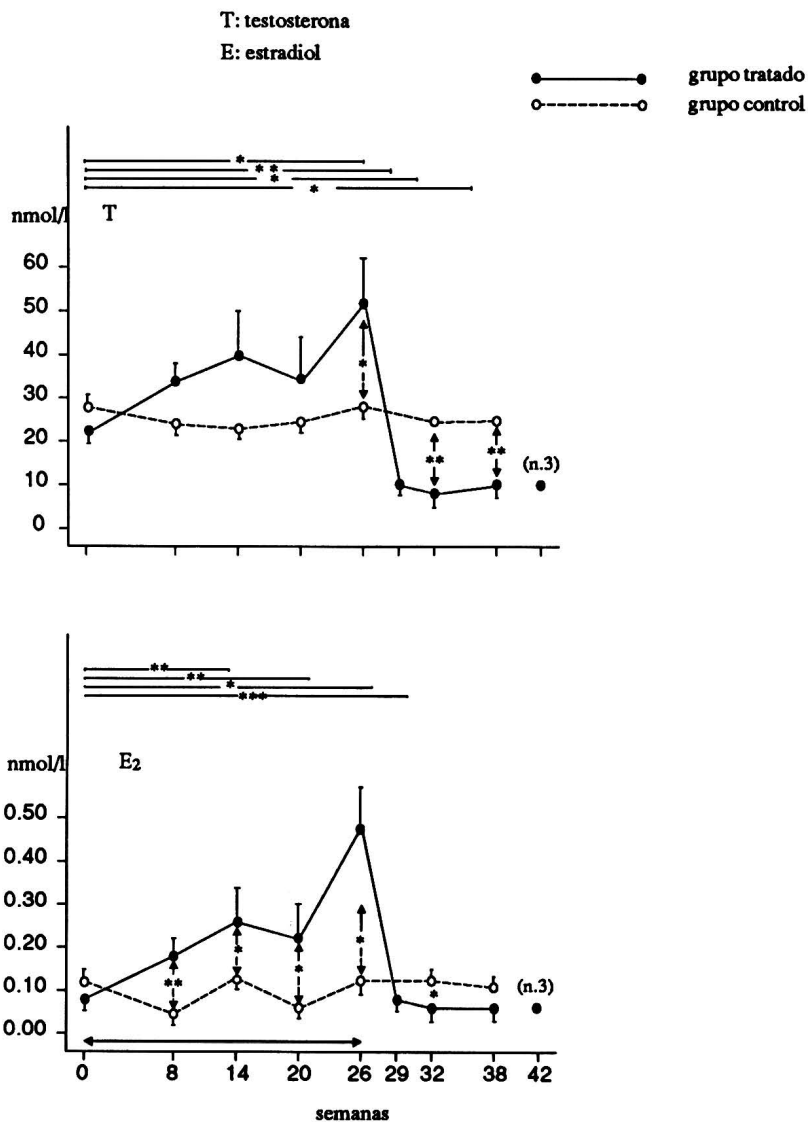 T: testosterona
E: estradiol
grupo tratado
grupo control
*
* *
*
*
nmol/l T
60
50
40
30
20
10
0
*
**
**
(n.3)
**
**
*
***
nmol/l E2
0.50
0.40
0.30
0.20
0.10
0.00
**
*
*
*
*
(n.3)
0 8 14 20 26 29 32 38 42
semanas